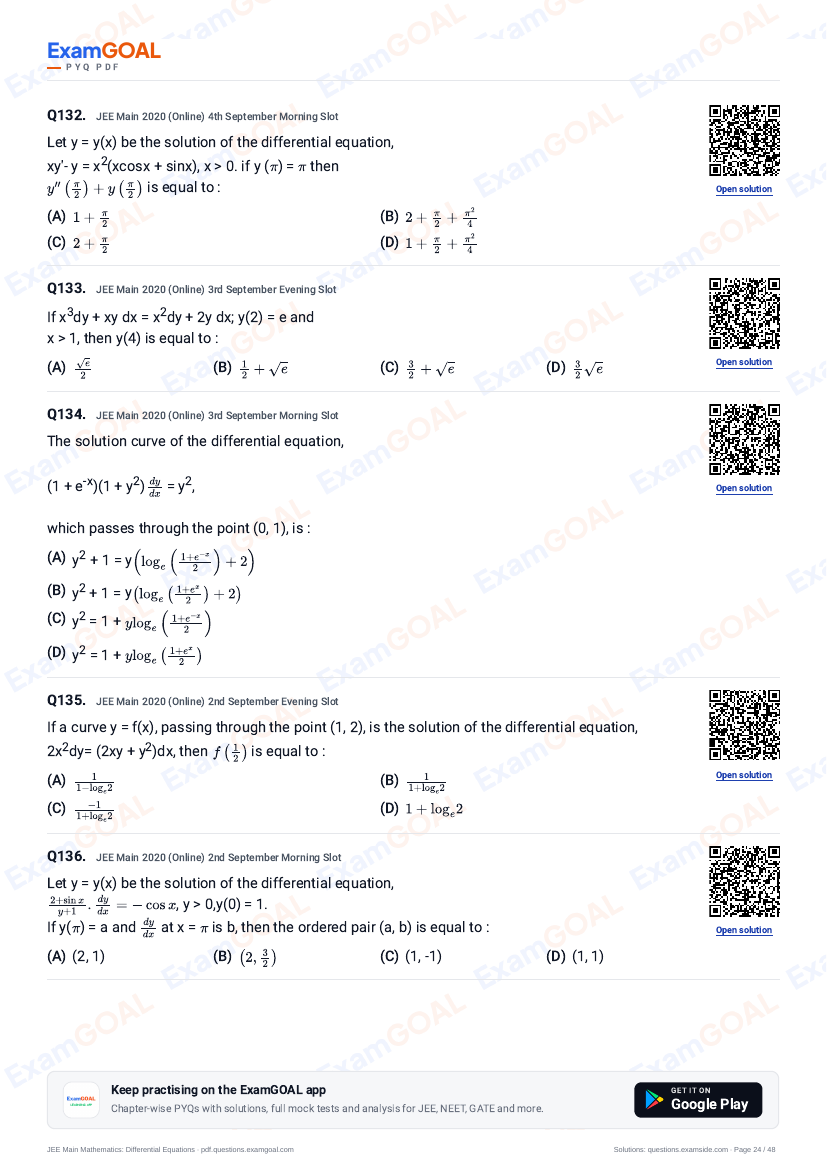 ExamGOAL
PYQ PDF
Q132. JEE Main 2020 (Online) 4th September Morning Slot
Let y = y(x) be the solution of the differential equation,
xy'- y = x²(xcosx + sinx), x > 0. if y (π) = π then
y″(π/2) + y(π/2) is equal to :
(A) 1 + π/2 (B) 2 + π/2 + π²/4
(C) 2 + π/2 (D) 1 + π/2 + π²/4
Open solution
Q133. JEE Main 2020 (Online) 3rd September Evening Slot
If x³dy + xy dx = x²dy + 2y dx; y(2) = e and
x > 1, then y(4) is equal to :
(A) √e/2 (B) 1/2 + √e (C) 3/2 + √e (D) 3/2√e
Open solution
Q134. JEE Main 2020 (Online) 3rd September Morning Slot
The solution curve of the differential equation,
(1 + e⁻ˣ)(1 + y²) dy/dx = y²,
which passes through the point (0, 1), is :
(A) y² + 1 = y(logₑ((1+e⁻ˣ)/2) + 2)
(B) y² + 1 = y(logₑ((1+eˣ)/2) + 2)
(C) y² = 1 + ylogₑ((1+e⁻ˣ)/2)
(D) y² = 1 + ylogₑ((1+eˣ)/2)
Open solution
Q135. JEE Main 2020 (Online) 2nd September Evening Slot
If a curve y = f(x), passing through the point (1, 2), is the solution of the differential equation,
2x²dy= (2xy + y²)dx, then f(1/2) is equal to :
(A) 1/(1−logₑ2) (B) 1/(1+logₑ2)
(C) −1/(1+logₑ2) (D) 1 + logₑ2
Open solution
Q136. JEE Main 2020 (Online) 2nd September Morning Slot
Let y = y(x) be the solution of the differential equation,
(2+sin x)/(y+1) . dy/dx = − cos x, y > 0,y(0) = 1.
If y(π) = a and dy/dx at x = π is b, then the ordered pair (a, b) is equal to :
(A) (2, 1) (B) (2, 3/2) (C) (1, -1) (D) (1, 1)
Open solution
ExamGOAL
Keep practising on the ExamGOAL app
Chapter-wise PYQs with solutions, full mock tests and analysis for JEE, NEET, GATE and more.
GET IT ON
Google Play
JEE Main Mathematics: Differential Equations · pdf.questions.examgoal.com
Solutions: questions.examside.com · Page 24 / 48